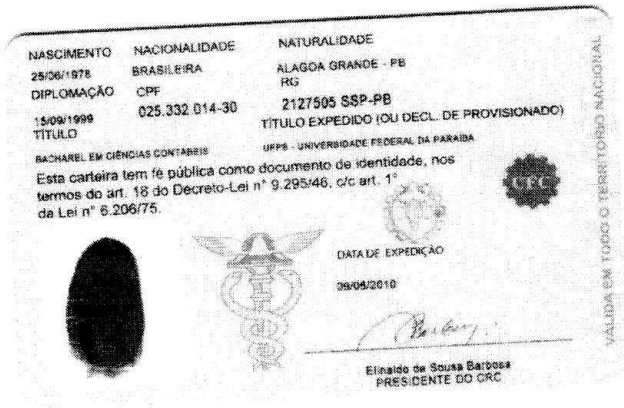 NASCIMENTO NACIONALIDADE NATURALIDADE
25/06/1978 BRASILEIRA ALAGOA GRANDE - PB
DIPLOMAÇÃO CPF RG
15/09/1999 025.332.014-30 2127505 SSP-PB
TÍTULO TÍTULO EXPEDIDO (OU DECL. DE PROVISIONADO)
BACHAREL EM CIÊNCIAS CONTÁBEIS UFPB - UNIVERSIDADE FEDERAL DA PARAIBA
Esta carteira tem fé pública como documento de identidade, nos
termos do art. 18 do Decreto-Lei n° 9.295/46, c/c art. 1°
da Lei n° 6.206/75.
CFC
DATA DE EXPEDIÇÃO
09/06/2010
Elinaldo de Sousa Barbosa
PRESIDENTE DO CRC
VÁLIDA EM TODO O TERRITÓRIO NACIONAL